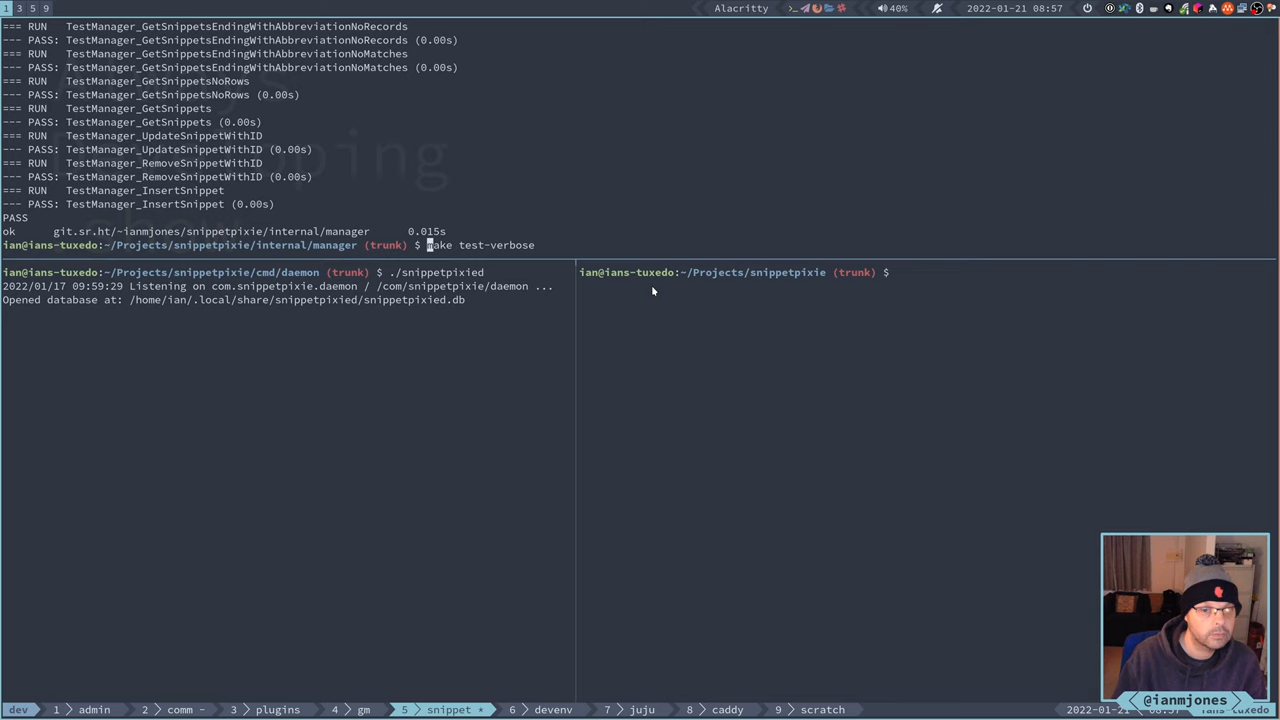 1 3 5 9
Alacritty
40%
2022-01-21 08:57
=== RUN   TestManager_GetSnippetsEndingWithAbbreviationNoRecords
--- PASS: TestManager_GetSnippetsEndingWithAbbreviationNoRecords (0.00s)
=== RUN   TestManager_GetSnippetsEndingWithAbbreviationNoMatches
--- PASS: TestManager_GetSnippetsEndingWithAbbreviationNoMatches (0.00s)
=== RUN   TestManager_GetSnippetsNoRows
--- PASS: TestManager_GetSnippetsNoRows (0.00s)
=== RUN   TestManager_GetSnippets
--- PASS: TestManager_GetSnippets (0.00s)
=== RUN   TestManager_UpdateSnippetWithID
--- PASS: TestManager_UpdateSnippetWithID (0.00s)
=== RUN   TestManager_RemoveSnippetWithID
--- PASS: TestManager_RemoveSnippetWithID (0.00s)
=== RUN   TestManager_InsertSnippet
--- PASS: TestManager_InsertSnippet (0.00s)
PASS
ok      git.sr.ht/~ianmjones/snippetpixie/internal/manager      0.015s
ian@ians-tuxedo:~/Projects/snippetpixie/internal/manager (trunk) $ make test-verbose
ian@ians-tuxedo:~/Projects/snippetpixie/cmd/daemon (trunk) $ ./snippetpixied
2022/01/17 09:59:29 Listening on com.snippetpixie.daemon / /com/snippetpixie/daemon ...
Opened database at: /home/ian/.local/share/snippetpixied/snippetpixied.db
ian@ians-tuxedo:~/Projects/snippetpixie (trunk) $
@ianmjones
dev 1 admin 2 comm - 3 plugins 4 gm 5 snippet * 6 devenv 7 juju 8 caddy 9 scratch 2022-01-21